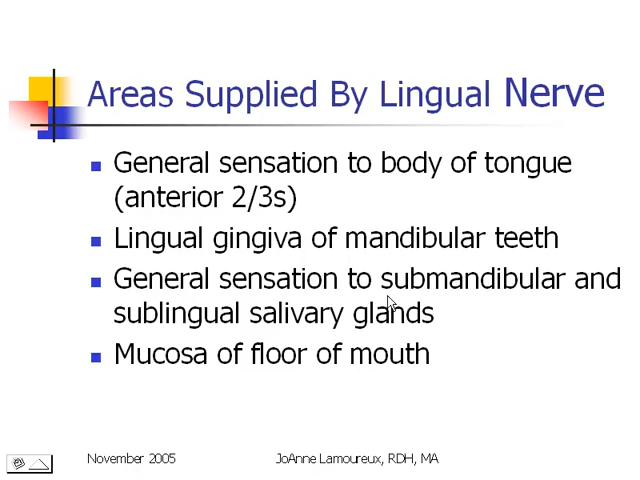 Areas Supplied By Lingual Nerve
General sensation to body of tongue
(anterior 2/3s)
Lingual gingiva of mandibular teeth
General sensation to submandibular and
sublingual salivary glands
Mucosa of floor of mouth
November 2005
JoAnne Lamoureux, RDH, MA